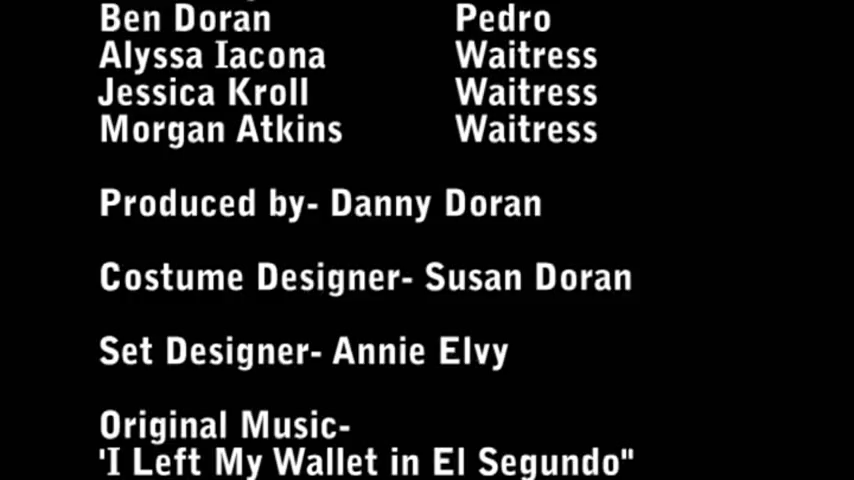 Ben Doran Pedro
Alyssa Iacona Waitress
Jessica Kroll Waitress
Morgan Atkins Waitress
Produced by- Danny Doran
Costume Designer- Susan Doran
Set Designer- Annie Elvy
Original Music-
'I Left My Wallet in El Segundo"